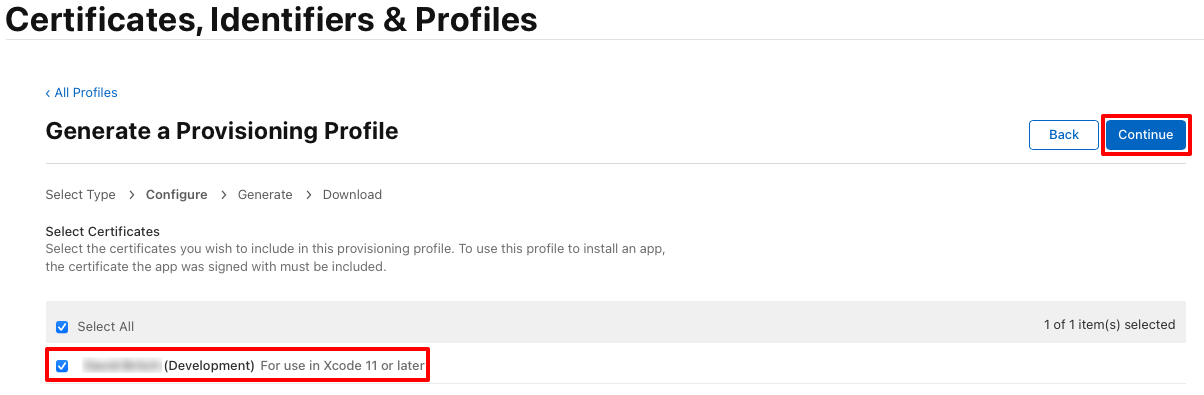 Certificates, Identifiers & Profiles
‹ All Profiles
Generate a Provisioning Profile
Back
Continue
Select Type > Configure > Generate > Download
Select Certificates
Select the certificates you wish to include in this provisioning profile. To use this profile to install an app,
the certificate the app was signed with must be included.
Select All
1 of 1 item(s) selected
(Development) For use in Xcode 11 or later